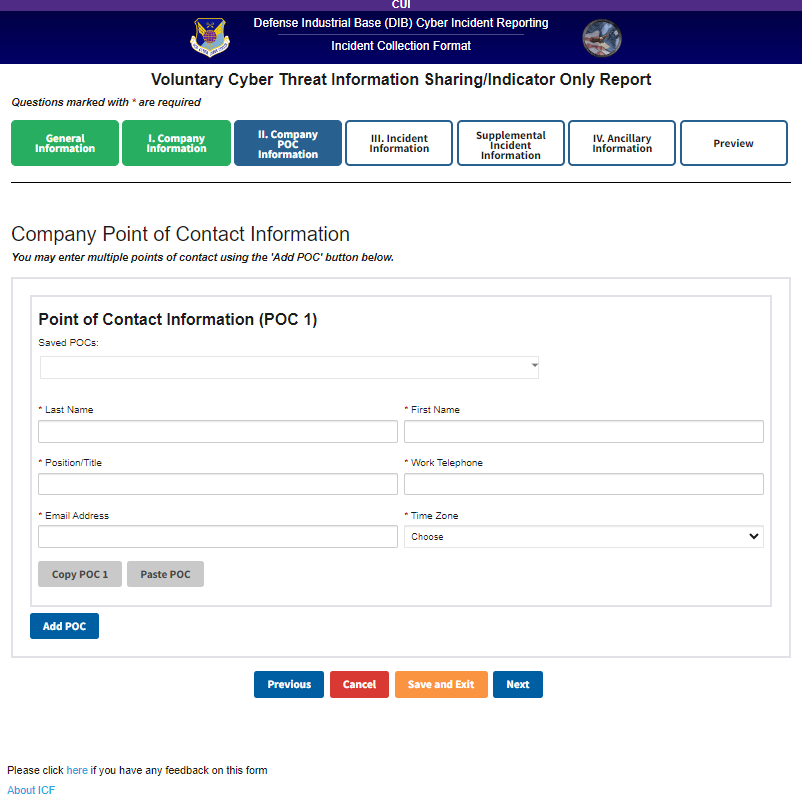 CUI
Defense Industrial Base (DIB) Cyber Incident Reporting
Incident Collection Format
Voluntary Cyber Threat Information Sharing/Indicator Only Report
Questions marked with * are required
General
Information
I. Company
Information
II. Company
POC
Information
III. Incident
Information
Supplemental
Incident
Information
IV. Ancillary
Information
Preview
Company Point of Contact Information
You may enter multiple points of contact using the 'Add POC' button below.
Point of Contact Information (POC 1)
Saved POCs:
* Last Name
* First Name
* Position/Title
* Work Telephone
* Email Address
* Time Zone
Choose
Copy POC 1
Paste POC
Add POC
Previous
Cancel
Save and Exit
Next
Please click here if you have any feedback on this form
About ICF